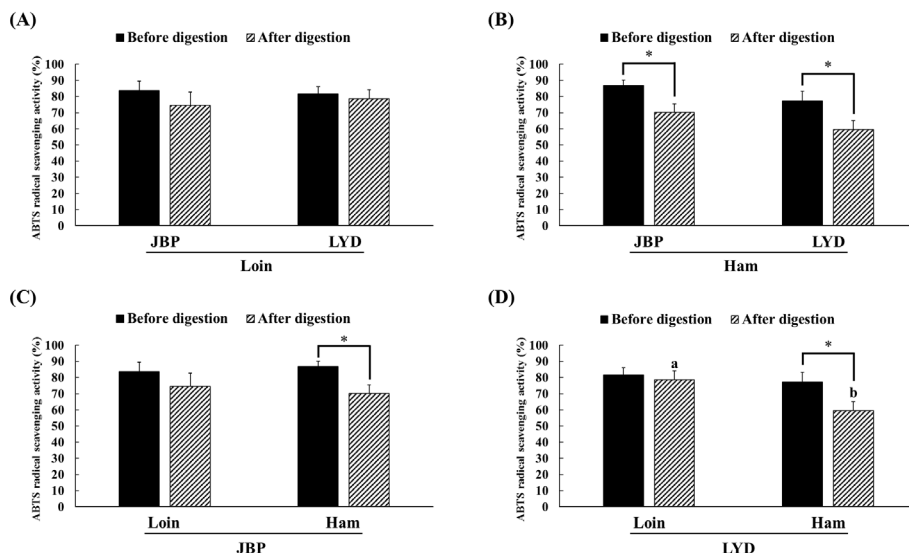 (A)
Before digestion After digestion
ABTS radical scavenging activity (%)
100
90
80
70
60
50
40
30
20
10
0
JBP LYD
Loin
(B)
Before digestion After digestion
ABTS radical scavenging activity (%)
100
90
80
70
60
50
40
30
20
10
0
* *
JBP LYD
Ham
(C)
Before digestion After digestion
ABTS radical scavenging activity (%)
100
90
80
70
60
50
40
30
20
10
0
*
Loin Ham
JBP
(D)
Before digestion After digestion
ABTS radical scavenging activity (%)
100
90
80
70
60
50
40
30
20
10
0
*
a
b
Loin Ham
LYD